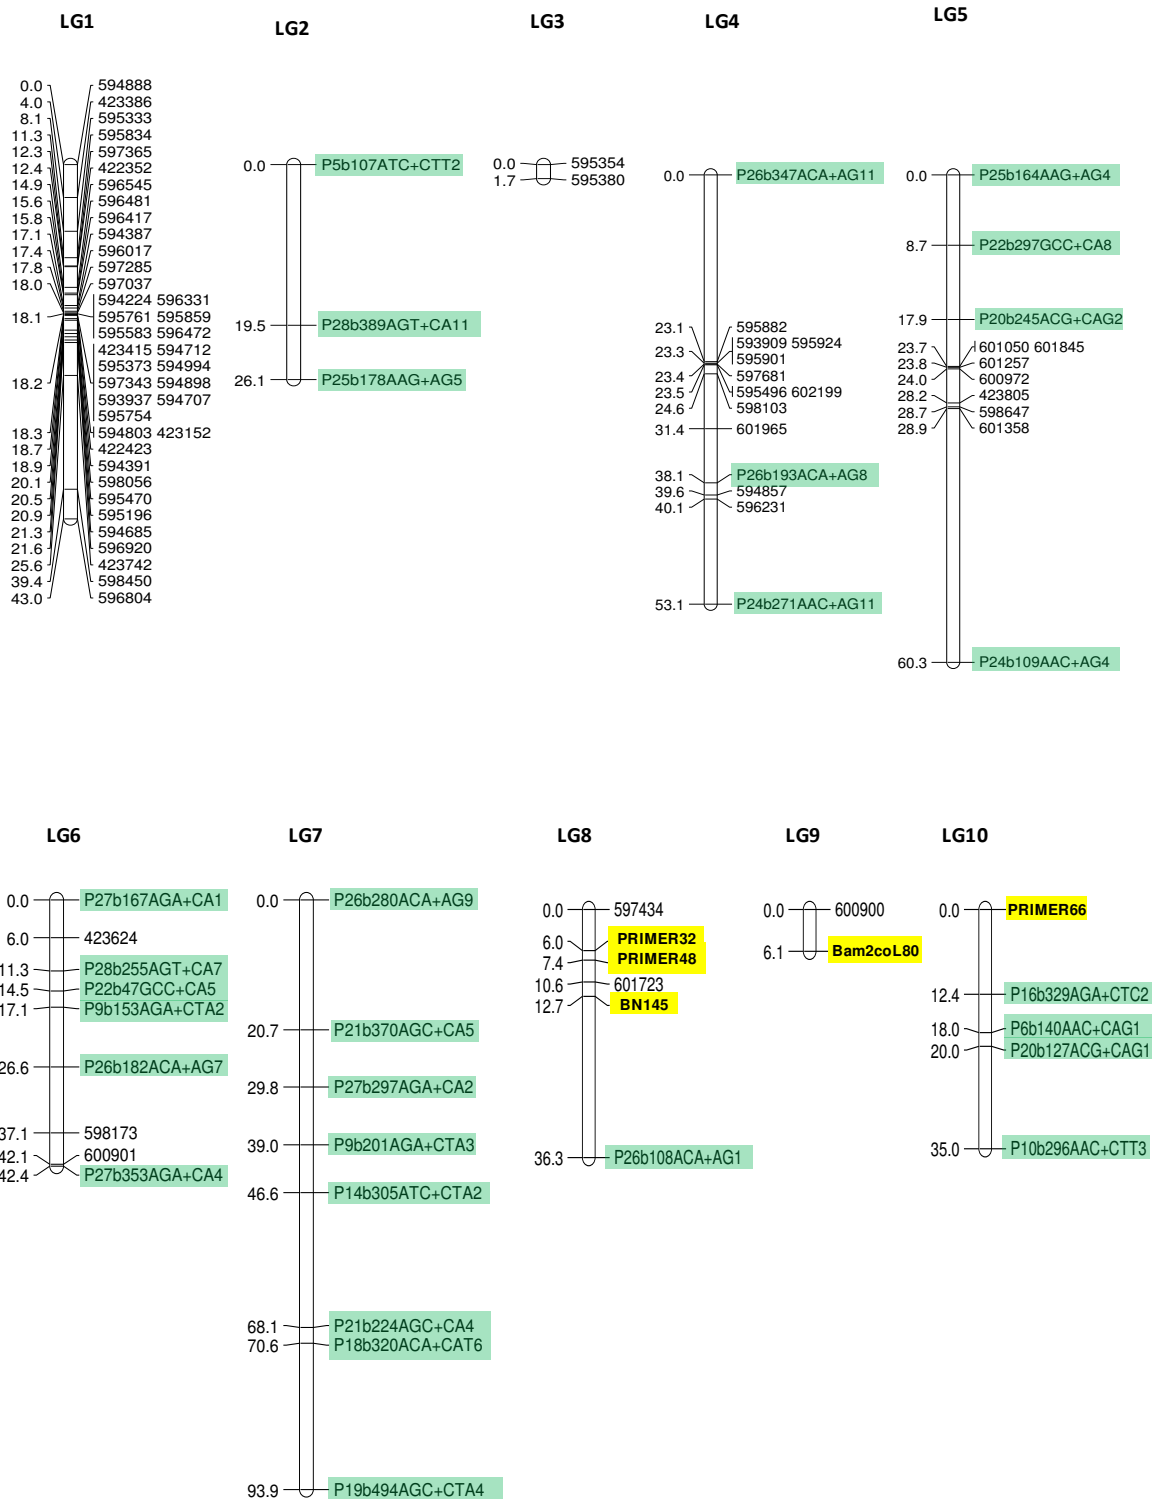 LG1
0.0 594888
4.0 423386
8.1 595333
11.3 595834
12.3 597365
12.4 422352
14.9 596545
15.6 596481
15.8 596417
17.1 594387
17.4 596017
17.8 597285
18.0 597037
594224 596331
18.1 595761 595859
595583 596472
423415 594712
595373 594994
18.2 597343 594898
593937 594707
595754
18.3 594803 423152
18.7 422423
18.9 594391
20.1 598056
20.5 595470
20.9 595196
21.3 594685
21.6 596920
25.6 423742
39.4 598450
43.0 596804
LG2
0.0 P5b107ATC+CTT2
19.5 P28b389AGT+CA11
26.1 P25b178AAG+AG5
LG3
0.0 595354
1.7 595380
LG4
0.0 P26b347ACA+AG11
23.1 595882
593909 595924
23.3 595901
23.4 597681
23.5 595496 602199
24.6 598103
31.4 601965
38.1 P26b193ACA+AG8
39.6 594857
40.1 596231
53.1 P24b271AAC+AG11
LG5
0.0 P25b164AAG+AG4
8.7 P22b297GCC+CA8
17.9 P20b245ACG+CAG2
23.7 601050 601845
23.8 601257
24.0 600972
28.2 423805
28.7 598647
28.9 601358
60.3 P24b109AAC+AG4
LG6
0.0 P27b167AGA+CA1
6.0 423624
11.3 P28b255AGT+CA7
14.5 P22b47GCC+CA5
17.1 P9b153AGA+CTA2
26.6 P26b182ACA+AG7
37.1 598173
42.1 600901
42.4 P27b353AGA+CA4
LG7
0.0 P26b280ACA+AG9
20.7 P21b370AGC+CA5
29.8 P27b297AGA+CA2
39.0 P9b201AGA+CTA3
46.6 P14b305ATC+CTA2
68.1 P21b224AGC+CA4
70.6 P18b320ACA+CAT6
93.9 P19b494AGC+CTA4
LG8
0.0 597434
6.0 PRIMER32
7.4 PRIMER48
10.6 601723
12.7 BN145
36.3 P26b108ACA+AG1
LG9
0.0 600900
6.1 Bam2coL80
LG10
0.0 PRIMER66
12.4 P16b329AGA+CTC2
18.0 P6b140AAC+CAG1
20.0 P20b127ACG+CAG1
35.0 P10b296AAC+CTT3